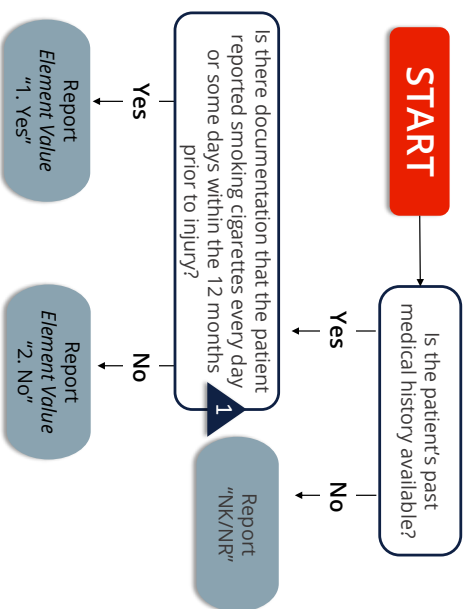 START
Is the patient's past
medical history available?
Yes
No
Is there documentation that the patient
reported smoking cigarettes every day
or some days within the 12 months
prior to injury?
1
Report
"NK/NR"
Yes
No
Report
Element Value
"1. Yes"
Report
Element Value
"2. No"